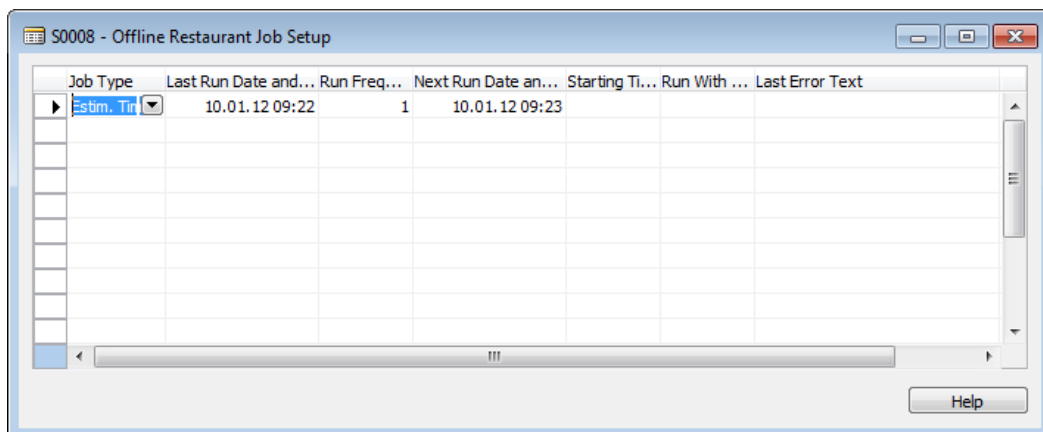 S0008 - Offline Restaurant Job Setup
Job Type Last Run Date and... Run Freq... Next Run Date an... Starting Ti... Run With ... Last Error Text
Estim. Tim 10.01.12 09:22 1 10.01.12 09:23
Help